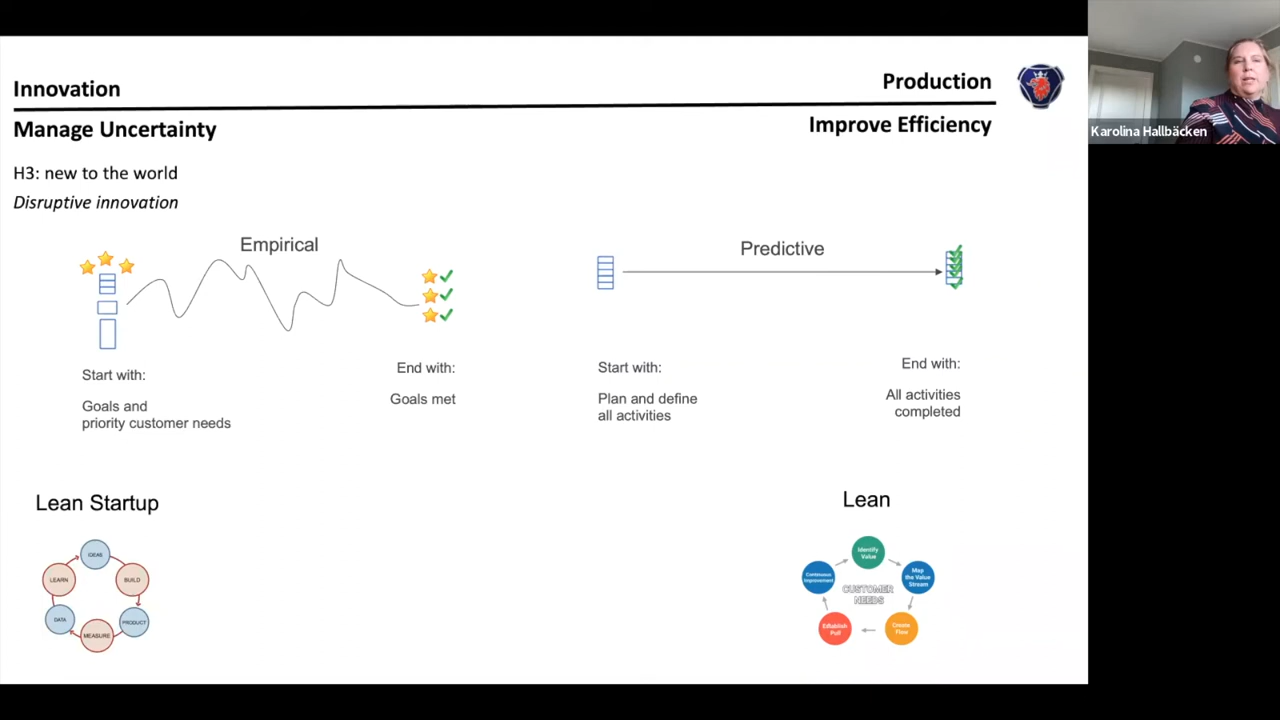 Innovation
Production
Manage Uncertainty
Improve Efficiency
Karolina Hallbäcken
H3: new to the world
Disruptive innovation
Empirical
Predictive
Start with:
Goals and
priority customer needs
End with:
Goals met
Start with:
Plan and define
all activities
End with:
All activities
completed
Lean Startup
IDEAS
BUILD
PRODUCT
MEASURE
DATA
LEARN
Lean
Identify
Value
Map
the Value
Stream
Create
Flow
Establish
Pull
Continuous
Improvement
CUSTOMER
NEEDS